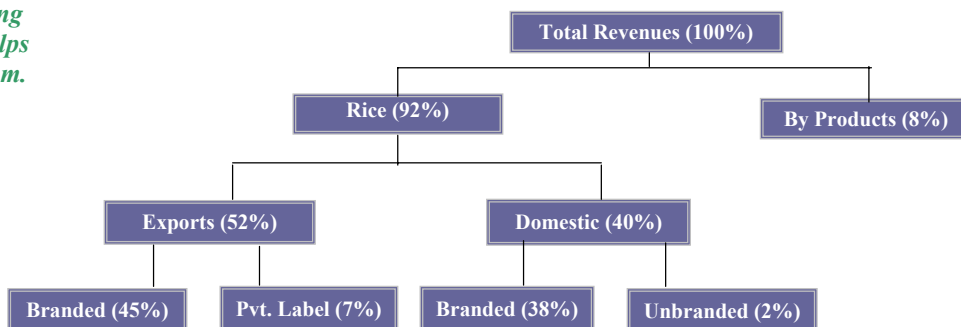 Total Revenues (100%)
Rice (92%)
By Products (8%)
Exports (52%)
Domestic (40%)
Branded (45%)
Pvt. Label (7%)
Branded (38%)
Unbranded (2%)